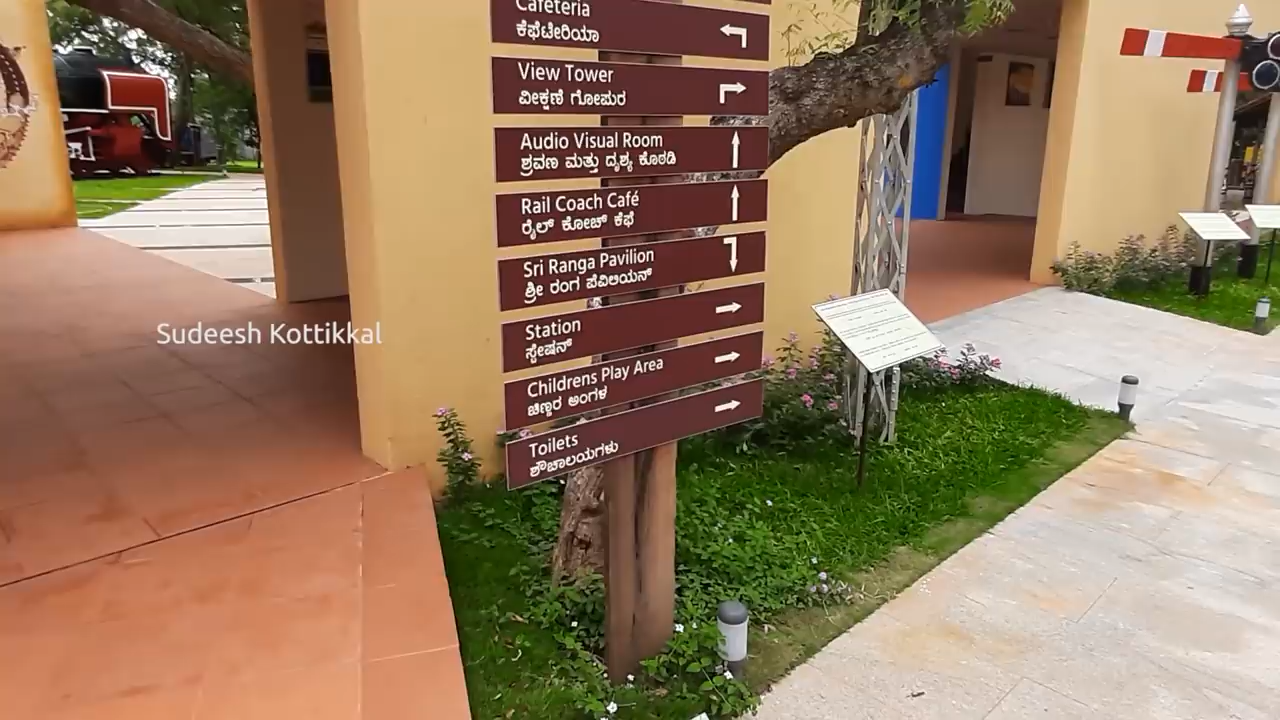 Cafeteria
ಕೆಫೆಟೇರಿಯಾ
View Tower
ವೀಕ್ಷಣೆ ಗೋಪುರ
Audio Visual Room
ಶ್ರವಣ ಮತ್ತು ದೃಶ್ಯ ಕೊಠಡಿ
Rail Coach Café
ರೈಲ್ ಕೋಚ್ ಕೆಫೆ
Sri Ranga Pavilion
ಶ್ರೀ ರಂಗ ಪೆವಿಲಿಯನ್
Station
ಸ್ಟೇಷನ್
Childrens Play Area
ಚಿಣ್ಣರ ಅಂಗಳ
Toilets
ಶೌಚಾಲಯಗಳು
Sudeesh Kottikkal